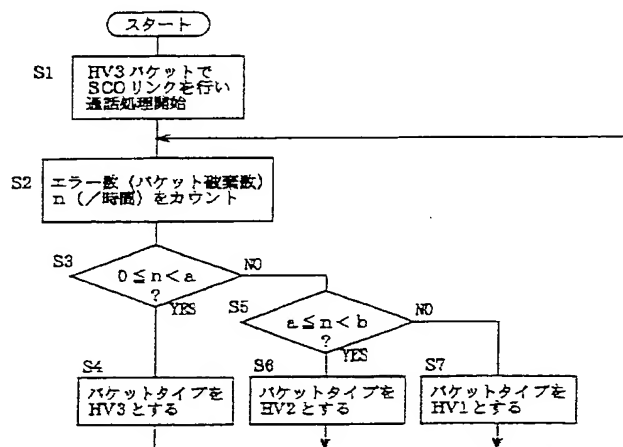 スタート
S1
HV3パケットで
SCOリンクを行い
通話処理開始
S2
エラー数（パケット破棄数）
n（／時間）をカウント
S3
0≦n<a
?
NO
YES
S5
a≦n<b
?
NO
YES
S4
パケットタイプを
HV3とする
S6
パケットタイプを
HV2とする
S7
パケットタイプを
HV1とする